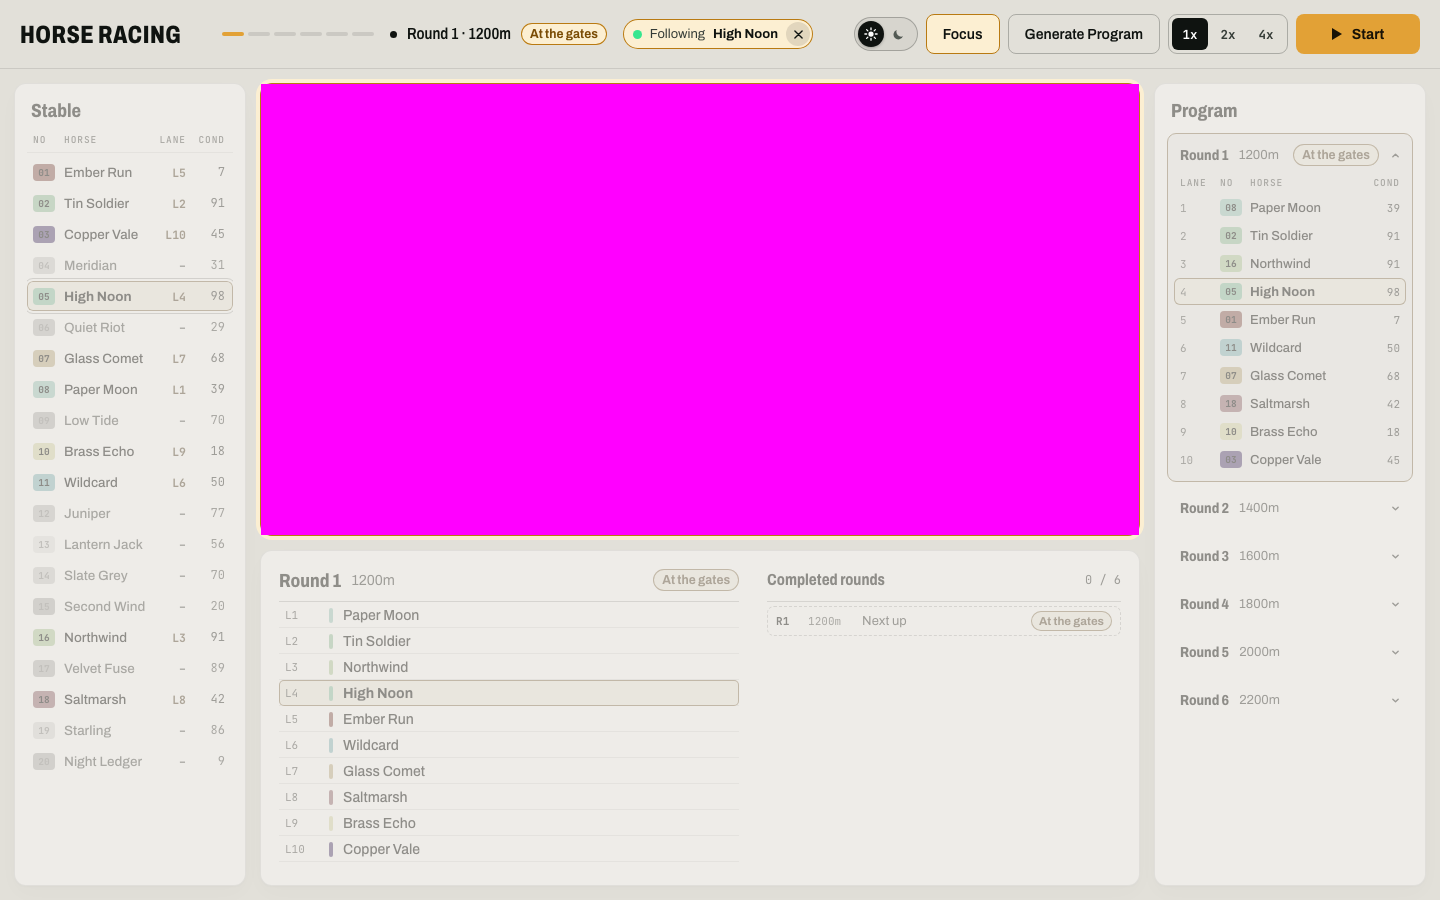 HORSE RACING
Round 1 · 1200m
At the gates
Following High Noon
Focus
Generate Program
1x 2x 4x
Start
Stable
NO HORSE LANE COND
01 Ember Run L5 7
02 Tin Soldier L2 91
03 Copper Vale L10 45
04 Meridian – 31
05 High Noon L4 98
06 Quiet Riot – 29
07 Glass Comet L7 68
08 Paper Moon L1 39
09 Low Tide – 70
10 Brass Echo L9 18
11 Wildcard L6 50
12 Juniper – 77
13 Lantern Jack – 56
14 Slate Grey – 70
15 Second Wind – 20
16 Northwind L3 91
17 Velvet Fuse – 89
18 Saltmarsh L8 42
19 Starling – 86
20 Night Ledger – 9
Round 1 1200m At the gates
L1 Paper Moon
L2 Tin Soldier
L3 Northwind
L4 High Noon
L5 Ember Run
L6 Wildcard
L7 Glass Comet
L8 Saltmarsh
L9 Brass Echo
L10 Copper Vale
Completed rounds 0 / 6
R1 1200m Next up At the gates
Program
Round 1 1200m At the gates
LANE NO HORSE COND
1 08 Paper Moon 39
2 02 Tin Soldier 91
3 16 Northwind 91
4 05 High Noon 98
5 01 Ember Run 7
6 11 Wildcard 50
7 07 Glass Comet 68
8 18 Saltmarsh 42
9 10 Brass Echo 18
10 03 Copper Vale 45
Round 2 1400m
Round 3 1600m
Round 4 1800m
Round 5 2000m
Round 6 2200m